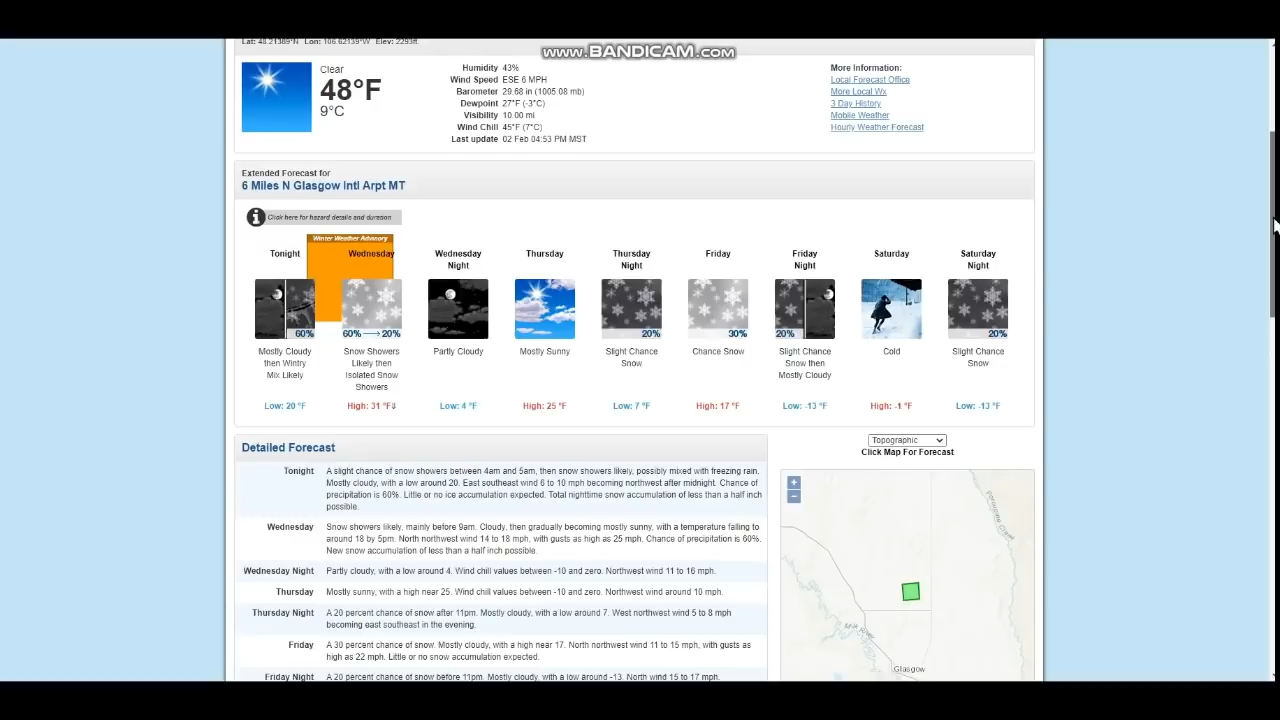 Lat: 48.21389°N Lon: 106.62139°W Elev: 2293ft.
www.BANDICAM.com
Clear
48°F
9°C
Humidity 43%
Wind Speed ESE 6 MPH
Barometer 29.68 in (1005.08 mb)
Dewpoint 27°F (-3°C)
Visibility 10.00 mi
Wind Chill 45°F (7°C)
Last update 02 Feb 04:53 PM MST
More Information:
Local Forecast Office
More Local Wx
3 Day History
Mobile Weather
Hourly Weather Forecast
Extended Forecast for
6 Miles N Glasgow Intl Arpt MT
Click here for hazard details and duration
Winter Weather Advisory
Tonight
60%
Mostly Cloudy
then Wintry
Mix Likely
Low: 20 °F
Wednesday
60% 20%
Snow Showers
Likely then
Isolated Snow
Showers
High: 31 °F⇓
Wednesday
Night
Partly Cloudy
Low: 4 °F
Thursday
Mostly Sunny
High: 25 °F
Thursday
Night
20%
Slight Chance
Snow
Low: 7 °F
Friday
30%
Chance Snow
High: 17 °F
Friday
Night
20%
Slight Chance
Snow then
Mostly Cloudy
Low: -13 °F
Saturday
Cold
High: -1 °F
Saturday
Night
20%
Slight Chance
Snow
Low: -13 °F
Detailed Forecast
Tonight
A slight chance of snow showers between 4am and 5am, then snow showers likely, possibly mixed with freezing rain.
Mostly cloudy, with a low around 20. East southeast wind 6 to 10 mph becoming northwest after midnight. Chance of
precipitation is 60%. Little or no ice accumulation expected. Total nighttime snow accumulation of less than a half inch
possible.
Wednesday
Snow showers likely, mainly before 9am. Cloudy, then gradually becoming mostly sunny, with a temperature falling to
around 18 by 5pm. North northwest wind 14 to 18 mph, with gusts as high as 25 mph. Chance of precipitation is 60%.
New snow accumulation of less than a half inch possible.
Wednesday Night
Partly cloudy, with a low around 4. Wind chill values between -10 and zero. Northwest wind 11 to 16 mph.
Thursday
Mostly sunny, with a high near 25. Wind chill values between -10 and zero. Northwest wind around 10 mph.
Thursday Night
A 20 percent chance of snow after 11pm. Mostly cloudy, with a low around 7. West northwest wind 5 to 8 mph
becoming east southeast in the evening.
Friday
A 30 percent chance of snow. Mostly cloudy, with a high near 17. North northwest wind 11 to 15 mph, with gusts as
high as 22 mph. Little or no snow accumulation expected.
Friday Night
A 20 percent chance of snow before 11pm. Mostly cloudy, with a low around -13. North wind 15 to 17 mph.
Topographic
Click Map For Forecast
+
−
Porcupine Creek
Milk River
Glasgow